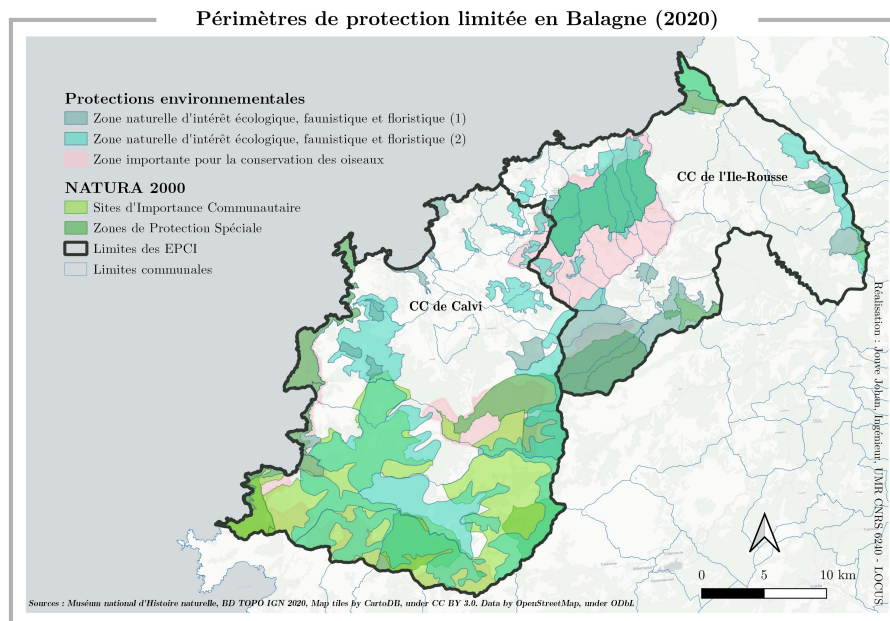 Périmètres de protection limitée en Balagne (2020)
Protections environnementales
Zone naturelle d'intérêt écologique, faunistique et floristique (1)
Zone naturelle d'intérêt écologique, faunistique et floristique (2)
Zone importante pour la conservation des oiseaux
NATURA 2000
Sites d'Importance Communautaire
Zones de Protection Spéciale
Limites des EPCI
Limites communales
CC de l'Ile-Rousse
CC de Calvi
Réalisation : Jouve Johan, Ingénieur, UMR CNRS 6240 - LOCUS
0 5 10 km
Sources : Muséum national d'Histoire naturelle, BD TOPO IGN 2020, Map tiles by CartoDB, under CC BY 3.0. Data by OpenStreetMap, under ODbL